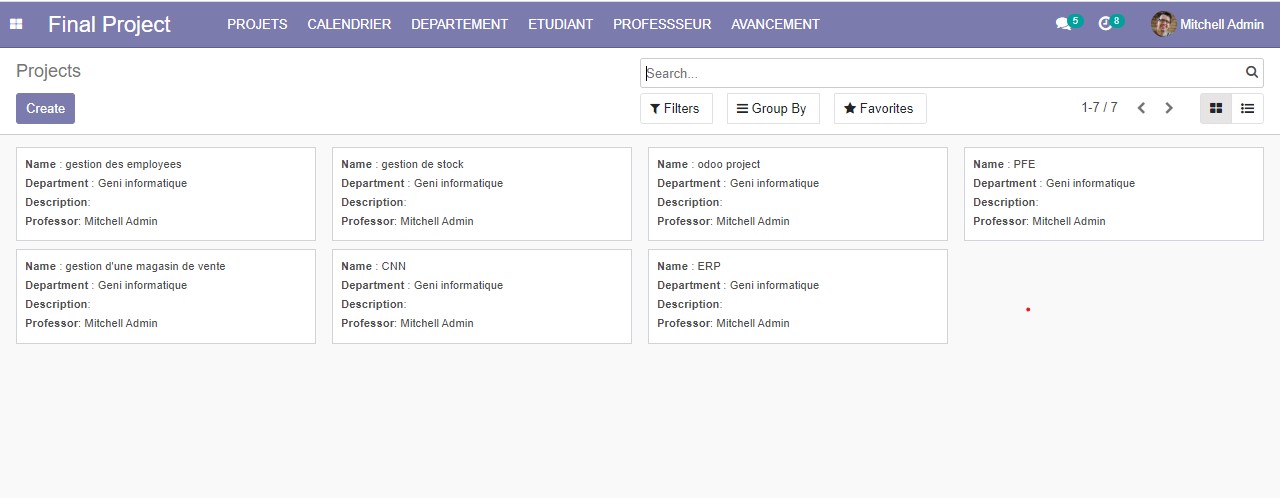 Final Project PROJETS CALENDRIER DEPARTEMENT ETUDIANT PROFESSSEUR AVANCEMENT 5 8 Mitchell Admin
Projects
Search...
Create
Filters Group By Favorites 1-7 / 7
Name : gestion des employees
Department : Geni informatique
Description:
Professor: Mitchell Admin
Name : gestion de stock
Department : Geni informatique
Description:
Professor: Mitchell Admin
Name : odoo project
Department : Geni informatique
Description:
Professor: Mitchell Admin
Name : PFE
Department : Geni informatique
Description:
Professor: Mitchell Admin
Name : gestion d'une magasin de vente
Department : Geni informatique
Description:
Professor: Mitchell Admin
Name : CNN
Department : Geni informatique
Description:
Professor: Mitchell Admin
Name : ERP
Department : Geni informatique
Description:
Professor: Mitchell Admin